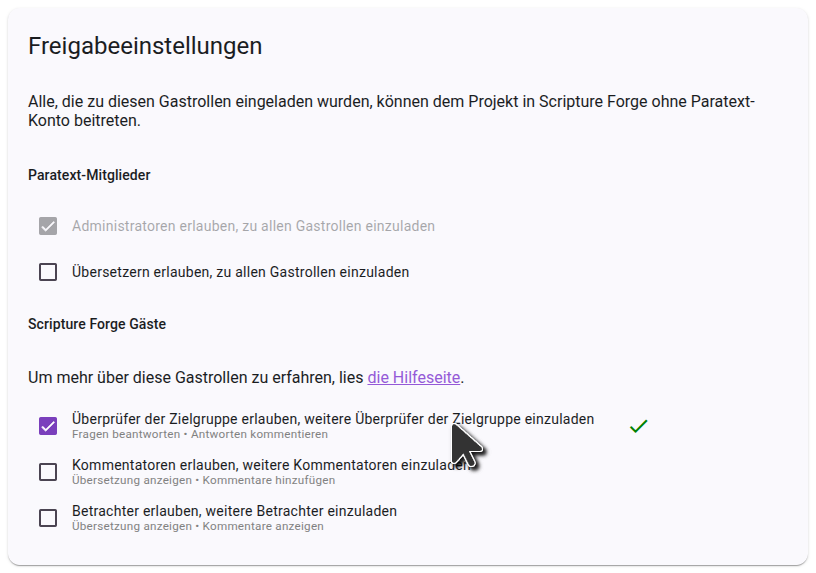 Freigabeeinstellungen
Alle, die zu diesen Gastrollen eingeladen wurden, können dem Projekt in Scripture Forge ohne Paratext-
Konto beitreten.
Paratext-Mitglieder
Administratoren erlauben, zu allen Gastrollen einzuladen
Übersetzern erlauben, zu allen Gastrollen einzuladen
Scripture Forge Gäste
Um mehr über diese Gastrollen zu erfahren, lies die Hilfeseite.
Überprüfer der Zielgruppe erlauben, weitere Überprüfer der Zielgruppe einzuladen
Fragen beantworten • Antworten kommentieren
Kommentatoren erlauben, weitere Kommentatoren einzuladen
Übersetzung anzeigen • Kommentare hinzufügen
Betrachter erlauben, weitere Betrachter einzuladen
Übersetzung anzeigen • Kommentare anzeigen